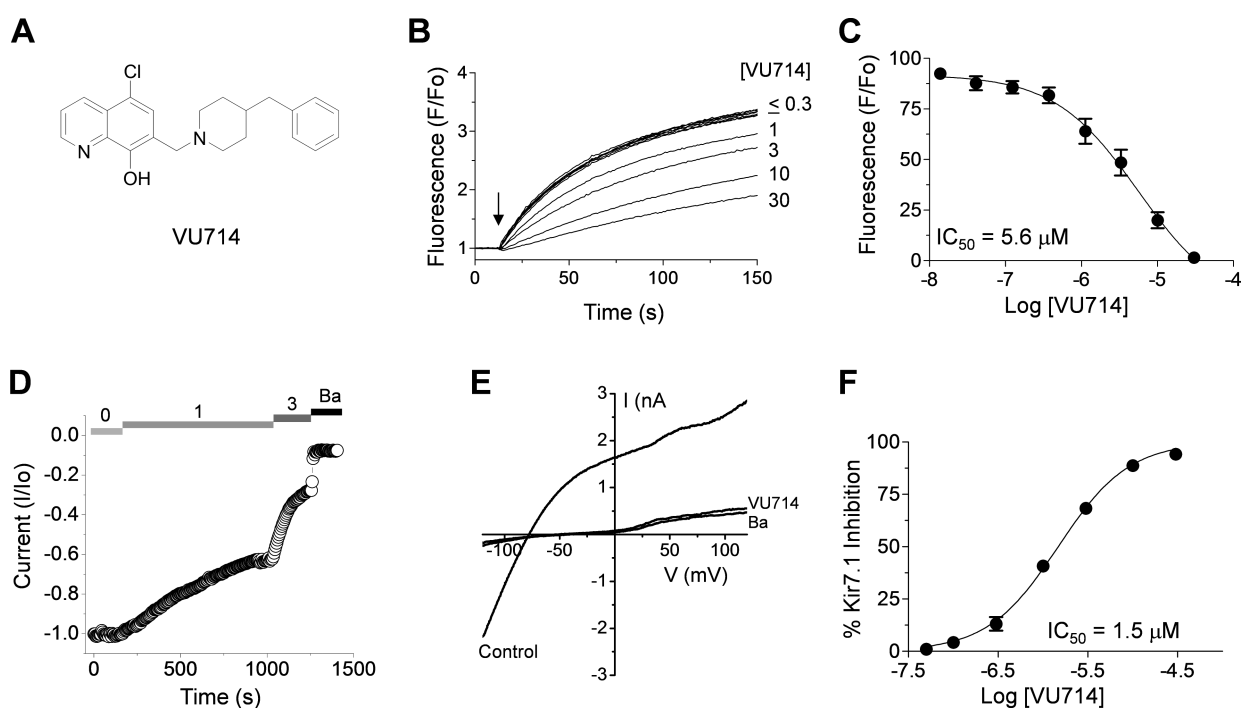 A
Cl
N
N
OH
VU714
B
Fluorescence (F/Fo)
4
3
2
1
0
50
100
150
Time (s)
[VU714]
≤ 0.3
1
3
10
30
C
Fluorescence (F/Fo)
100
75
50
25
0
IC50 = 5.6 μM
-8
-7
-6
-5
-4
Log [VU714]
D
0
1
3
Ba
Current (I/Io)
0.0
-0.2
-0.4
-0.6
-0.8
-1.0
0
500
1000
1500
Time (s)
E
3
I (nA
2
1
VU714
Ba
-100
-50
50
100
V (mV)
-1
-2
-3
Control
F
% Kir7.1 Inhibition
100
75
50
25
0
IC50 = 1.5 μM
-7.5
-6.5
-5.5
-4.5
Log [VU714]